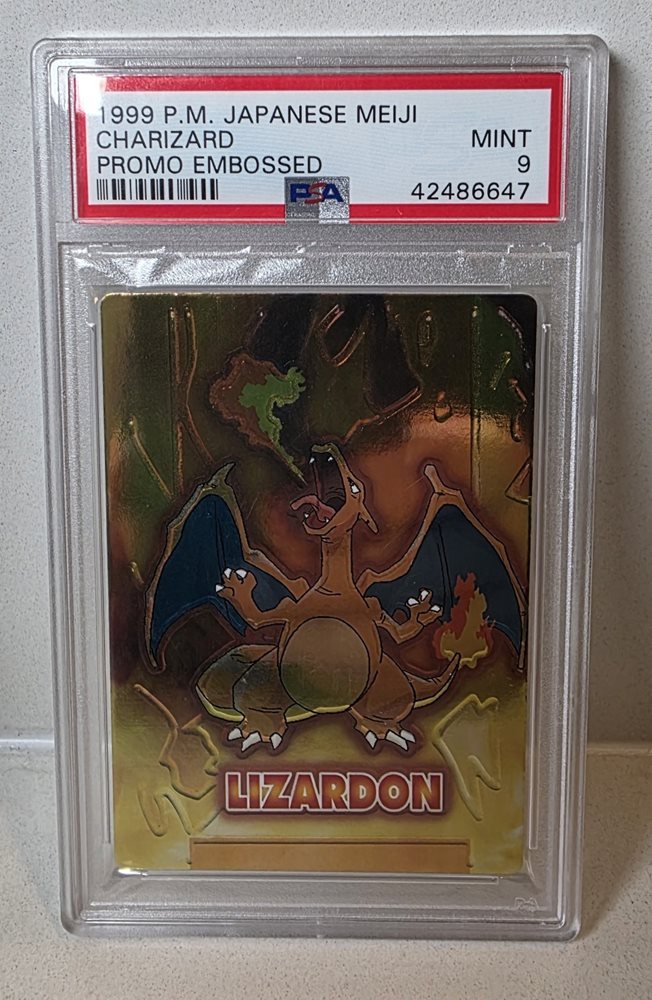 1999 P.M. JAPANESE MEIJI
CHARIZARD MINT
PROMO EMBOSSED 9
PSA 42486647
LIZARDON